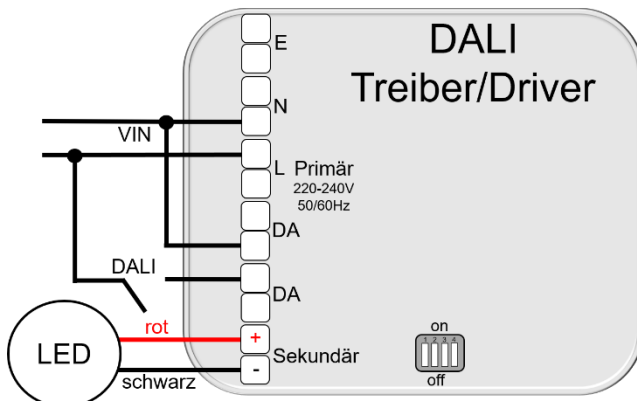 DALI
Treiber/Driver
E
N
VIN
L
Primär
220-240V
50/60Hz
DA
DALI
DA
rot
+
LED
Sekundär
-
schwarz
on
1 2 3 4
off